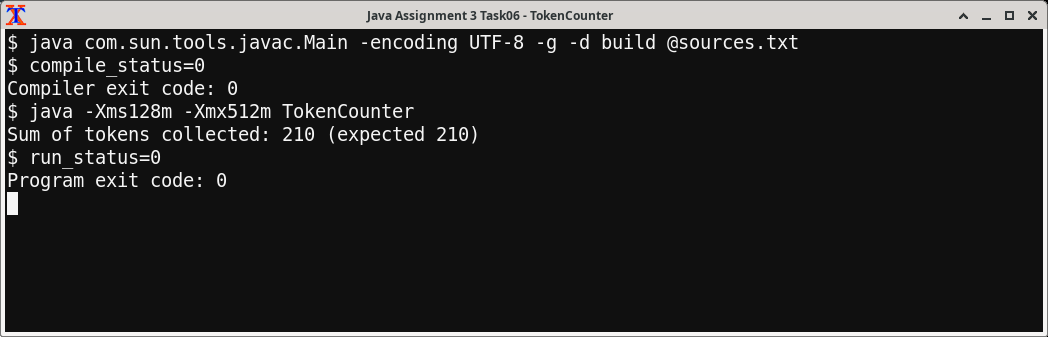 Java Assignment 3 Task06 - TokenCounter
$ java com.sun.tools.javac.Main -encoding UTF-8 -g -d build @sources.txt
$ compile_status=0
Compiler exit code: 0
$ java -Xms128m -Xmx512m TokenCounter
Sum of tokens collected: 210 (expected 210)
$ run_status=0
Program exit code: 0